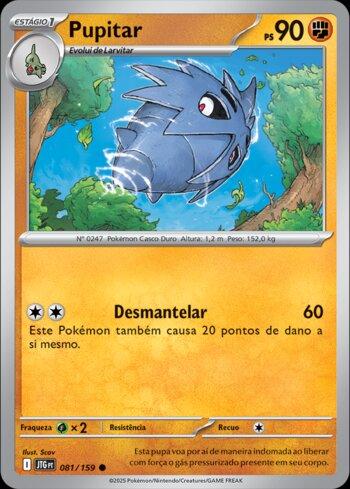 ESTÁGIO 1
Pupitar
PS 90
Evolui de Larvitar
Nº 0247 Pokémon Casco Duro Altura: 1,2 m Peso: 152,0 kg
Desmantelar 60
Este Pokémon também causa 20 pontos de dano a
si mesmo.
Fraqueza × 2 Resistência Recuo
Ilust. Scav
I JTG PT 081/159
Esta pupa voa por aí de maneira indomada ao liberar
com força o gás pressurizado presente em seu corpo.
©2025 Pokémon/Nintendo/Creatures/GAME FREAK